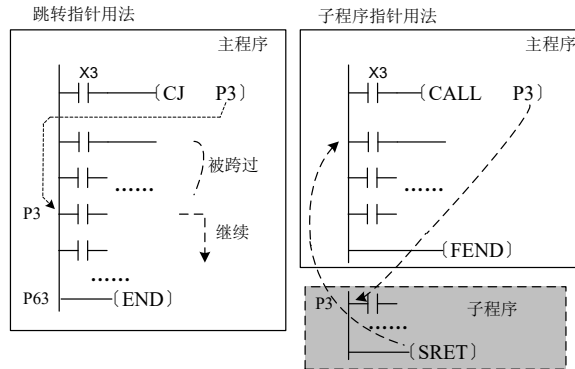 跳转指针用法
主程序
X3
〔CJ P3〕
被跨过
……
P3
继续
……
P63
〔END〕
子程序指针用法
主程序
X3
〔CALL P3〕
……
〔FEND〕
P3
子程序
……
〔SRET〕